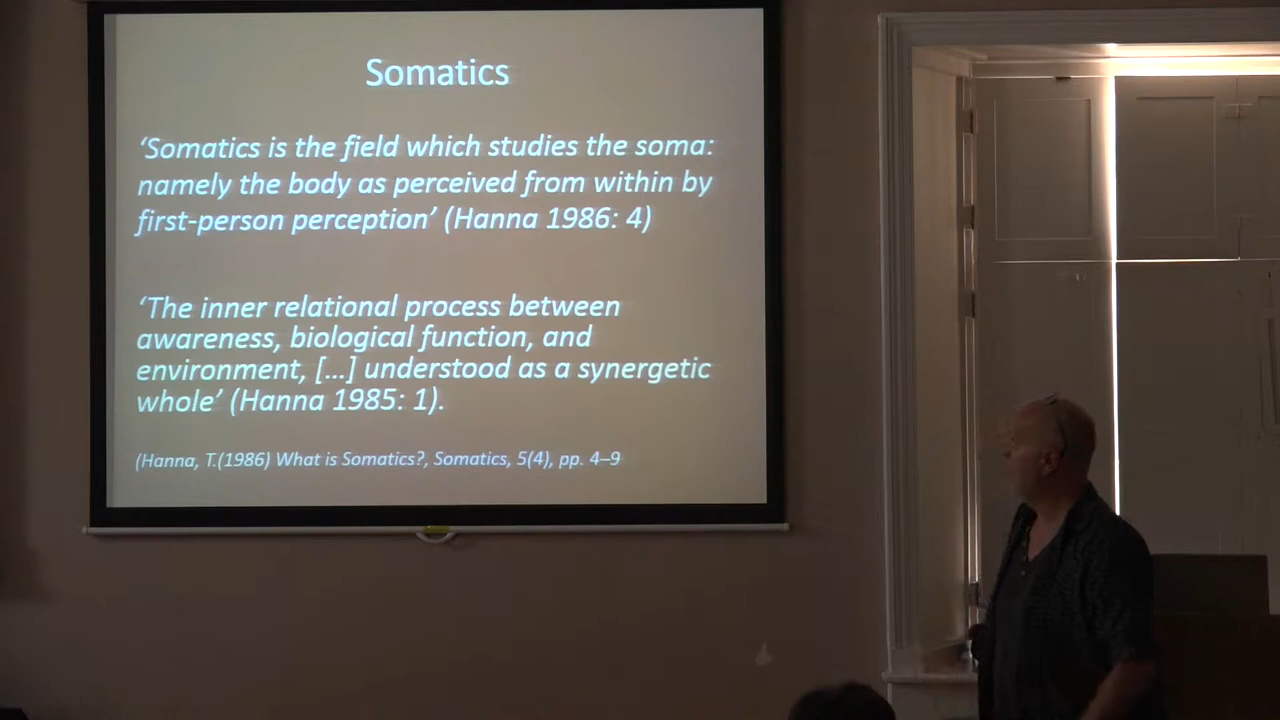 Somatics
‘Somatics is the field which studies the soma:
namely the body as perceived from within by
first-person perception’ (Hanna 1986: 4)
‘The inner relational process between
awareness, biological function, and
environment, […] understood as a synergetic
whole’ (Hanna 1985: 1).
(Hanna, T.(1986) What is Somatics?, Somatics, 5(4), pp. 4–9